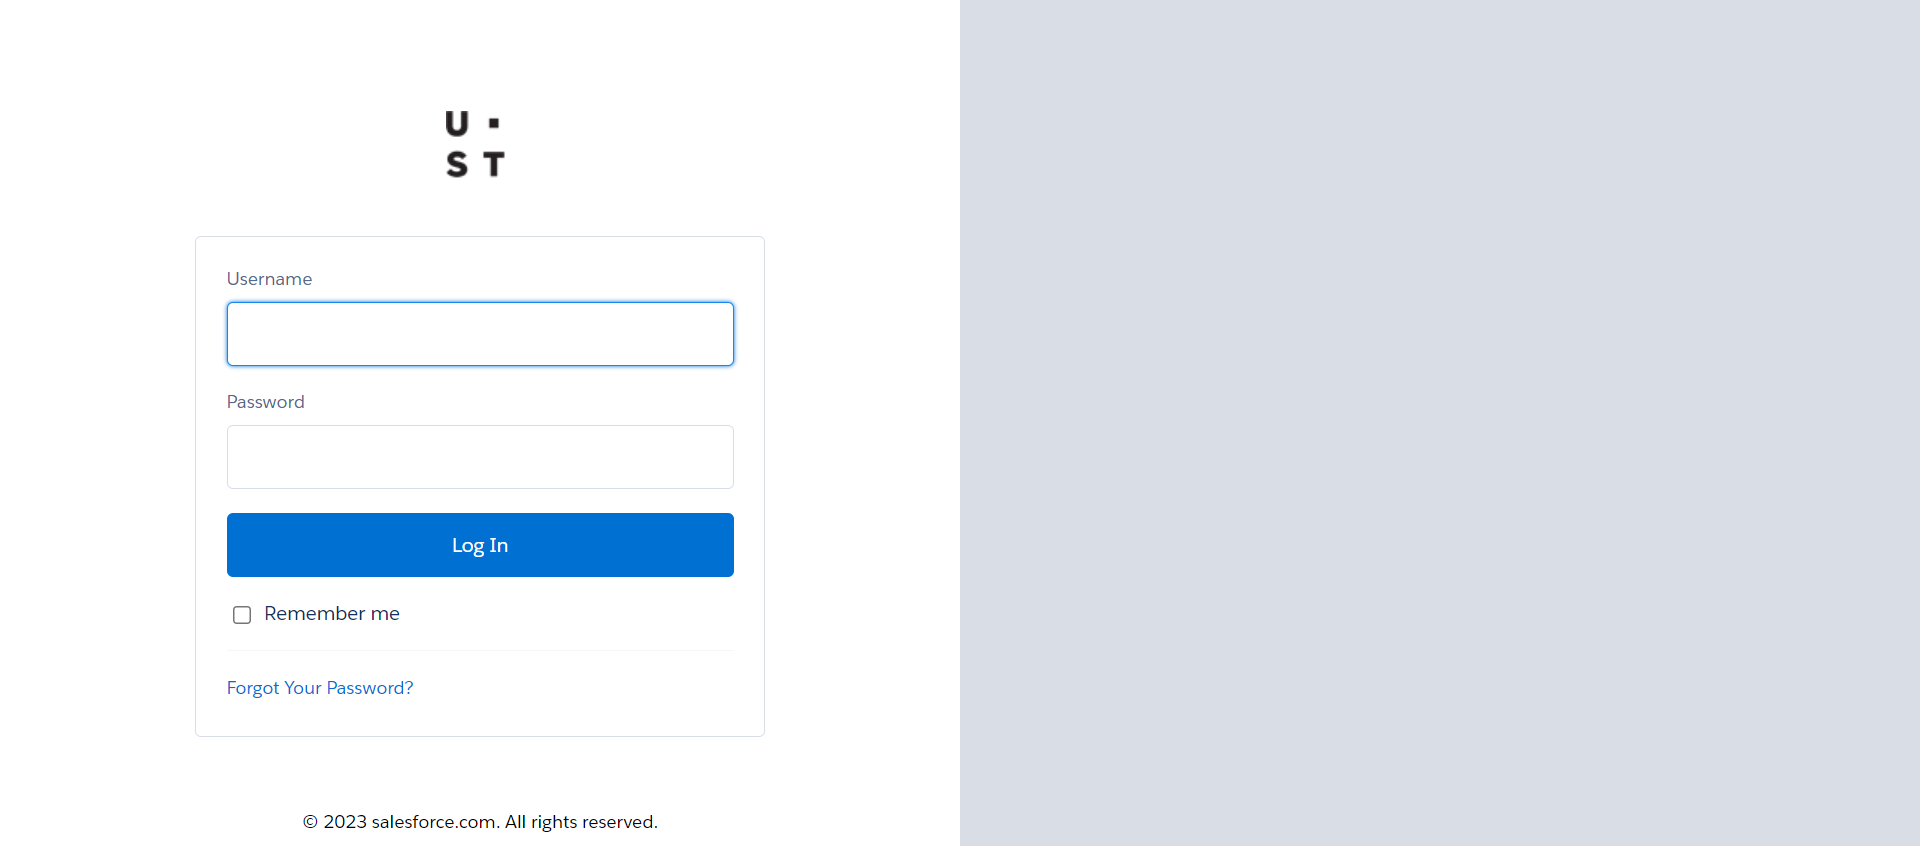 U ·
S T
Username
Password
Log In
Remember me
Forgot Your Password?
© 2023 salesforce.com. All rights reserved.